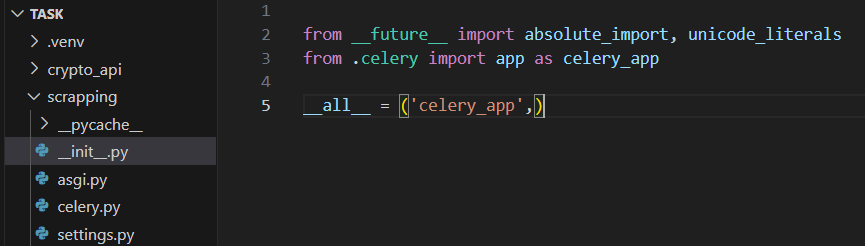 TASK
.venv
crypto_api
scrapping
__pycache__
__init__.py
asgi.py
celery.py
settings.py
1
2 from __future__ import absolute_import, unicode_literals
3 from .celery import app as celery_app
4
5 __all__ = ('celery_app',)